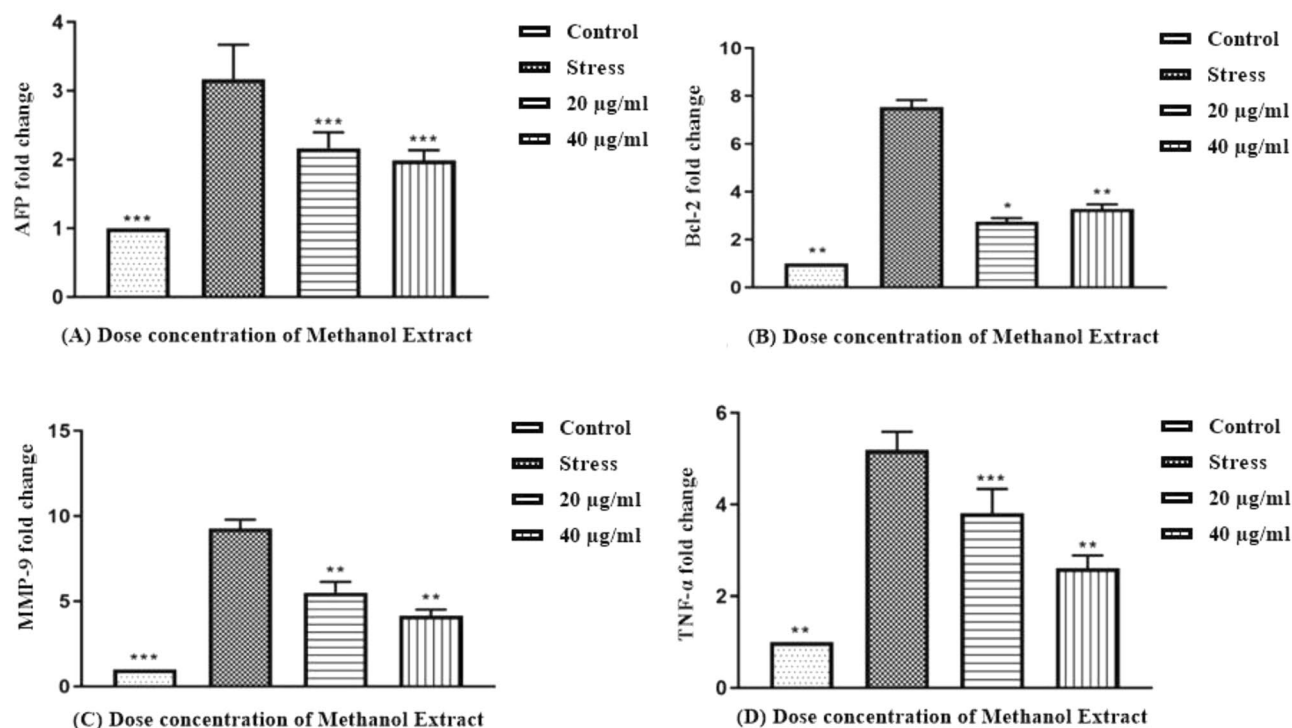 AFP fold change
4
3
2
1
0
***
***
***
Control
Stress
20 µg/ml
40 µg/ml
(A) Dose concentration of Methanol Extract
Bcl-2 fold change
10
8
6
4
2
0
**
*
**
Control
Stress
20 µg/ml
40 µg/ml
(B) Dose concentration of Methanol Extract
MMP-9 fold change
15
10
5
0
***
**
**
Control
Stress
20 µg/ml
40 µg/ml
(C) Dose concentration of Methanol Extract
TNF-α fold change
6
4
2
0
**
***
**
Control
Stress
20 µg/ml
40 µg/ml
(D) Dose concentration of Methanol Extract